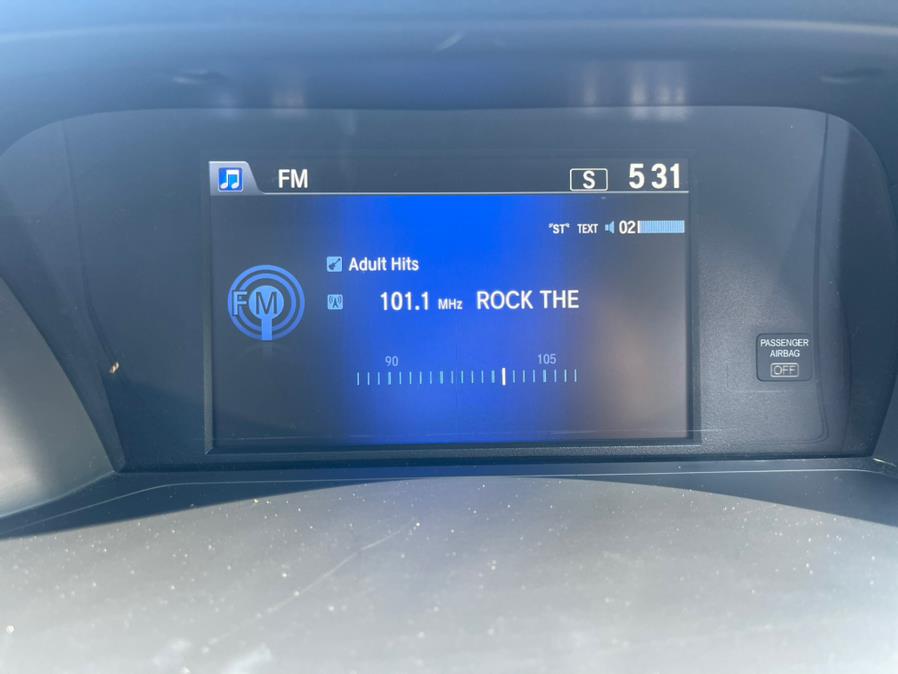 FM S 5 31
"ST" TEXT 02
Adult Hits
FM
101.1 MHz ROCK THE
90 105
PASSENGER
AIRBAG
OFF